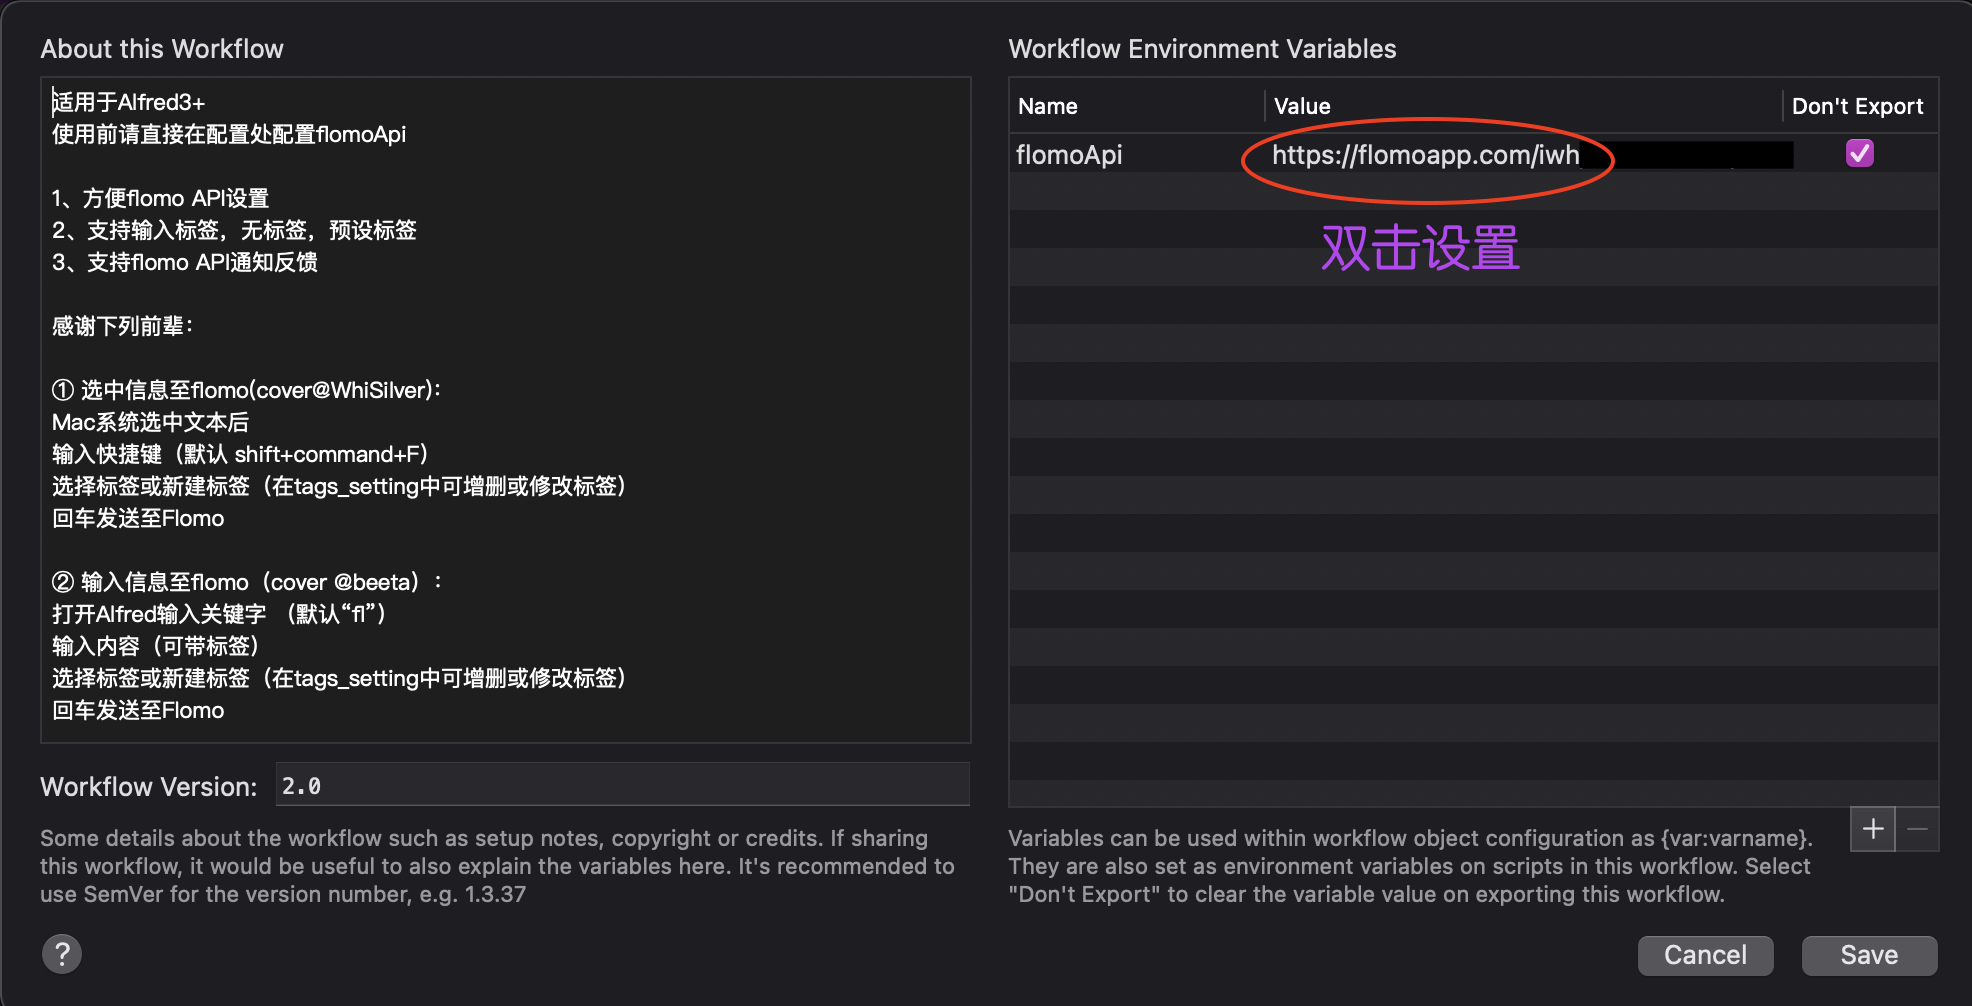 About this Workflow
适用于Alfred3+
使用前请直接在配置处配置flomoApi
1、方便flomo API设置
2、支持输入标签，无标签，预设标签
3、支持flomo API通知反馈
感谢下列前辈：
① 选中信息至flomo(cover@WhiSilver)：
Mac系统选中文本后
输入快捷键（默认 shift+command+F）
选择标签或新建标签（在tags_setting中可增删或修改标签）
回车发送至Flomo
② 输入信息至flomo（cover @beeta）：
打开Alfred输入关键字 （默认“fl”）
输入内容（可带标签）
选择标签或新建标签（在tags_setting中可增删或修改标签）
回车发送至Flomo
Workflow Version: 2.0
Some details about the workflow such as setup notes, copyright or credits. If sharing
this workflow, it would be useful to also explain the variables here. It's recommended to
use SemVer for the version number, e.g. 1.3.37
?
Workflow Environment Variables
Name Value Don't Export
flomoApi https://flomoapp.com/iwh
双击设置
+ −
Variables can be used within workflow object configuration as {var:varname}.
They are also set as environment variables on scripts in this workflow. Select
"Don't Export" to clear the variable value on exporting this workflow.
Cancel Save